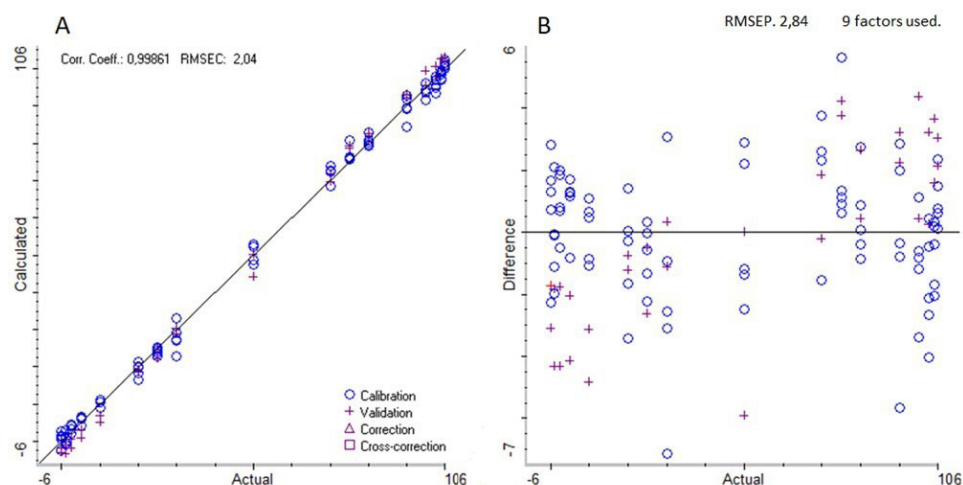 A
Corr. Coeff.: 0,99861 RMSEC: 2,04
106
Calculated
-6
-6
Actual
106
Calibration
Validation
Correction
Cross-correction
B
RMSEP. 2,84 9 factors used.
6
Difference
-7
-6
Actual
106